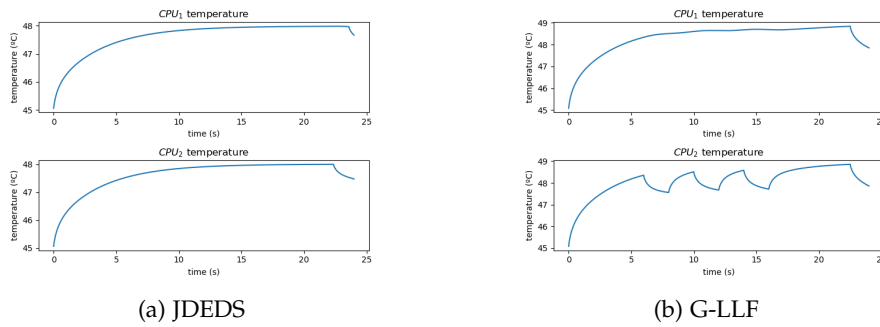 CPU₁ temperature
temperature (ºC)
48
47
46
45
0 5 10 15 20 25
time (s)
CPU₂ temperature
temperature (ºC)
48
47
46
45
0 5 10 15 20 25
time (s)
(a) JDEDS
CPU₁ temperature
temperature (ºC)
49
48
47
46
45
0 5 10 15 20 2
time (s)
CPU₂ temperature
temperature (ºC)
49
48
47
46
45
0 5 10 15 20 2
time (s)
(b) G-LLF